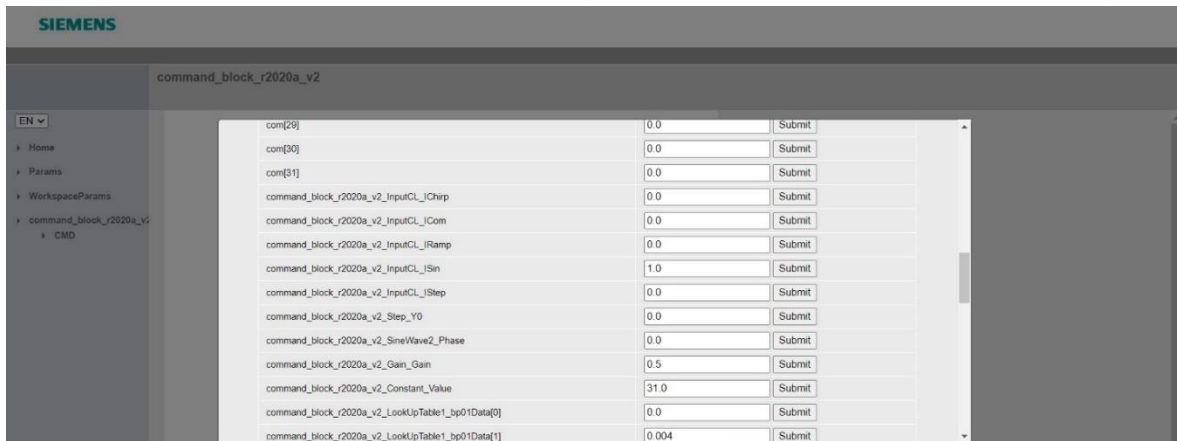 SIEMENS
command_block_r2020a_v2
EN
Home
Params
WorkspaceParams
command_block_r2020a_v2
CMD
com[29] 0.0 Submit
com[30] 0.0 Submit
com[31] 0.0 Submit
command_block_r2020a_v2_InputCL_IChirp 0.0 Submit
command_block_r2020a_v2_InputCL_ICom 0.0 Submit
command_block_r2020a_v2_InputCL_IRamp 0.0 Submit
command_block_r2020a_v2_InputCL_ISin 1.0 Submit
command_block_r2020a_v2_InputCL_IStep 0.0 Submit
command_block_r2020a_v2_Step_Y0 0.0 Submit
command_block_r2020a_v2_SineWave2_Phase 0.0 Submit
command_block_r2020a_v2_Gain_Gain 0.5 Submit
command_block_r2020a_v2_Constant_Value 31.0 Submit
command_block_r2020a_v2_LookUpTable1_bp01Data[0] 0.0 Submit
command_block_r2020a_v2_LookUpTable1_bp01Data[1] 0.004 Submit